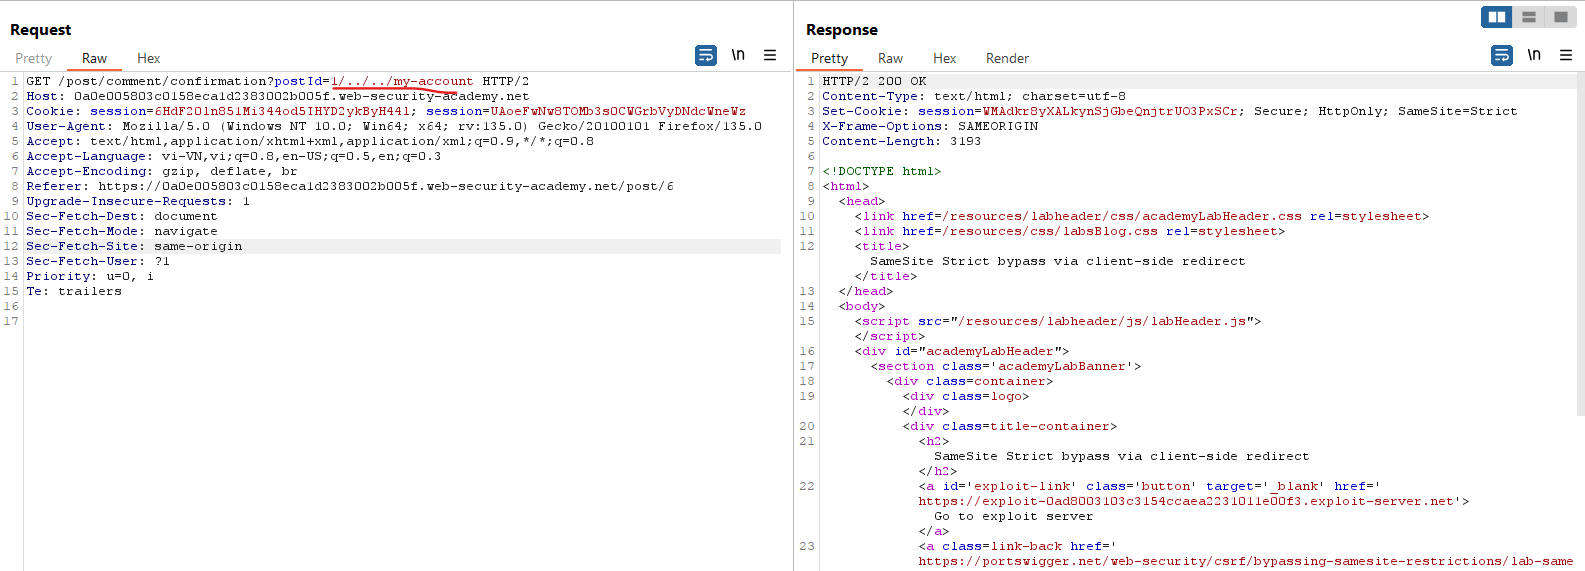 Request
Pretty Raw Hex \n
1 GET /post/comment/confirmation?postId=1/../../my-account HTTP/2
2 Host: 0a0e005803c0158eca1d2383002b005f.web-security-academy.net
3 Cookie: session=6HdF2Oln851Mi344od5IHYD2ykByH441; session=UAoeFwNw8TOMb3sOCWGrbVyDNdcWneWz
4 User-Agent: Mozilla/5.0 (Windows NT 10.0; Win64; x64; rv:135.0) Gecko/20100101 Firefox/135.0
5 Accept: text/html,application/xhtml+xml,application/xml;q=0.9,*/*;q=0.8
6 Accept-Language: vi-VN,vi;q=0.8,en-US;q=0.5,en;q=0.3
7 Accept-Encoding: gzip, deflate, br
8 Referer: https://0a0e005803c0158eca1d2383002b005f.web-security-academy.net/post/6
9 Upgrade-Insecure-Requests: 1
10 Sec-Fetch-Dest: document
11 Sec-Fetch-Mode: navigate
12 Sec-Fetch-Site: same-origin
13 Sec-Fetch-User: ?1
14 Priority: u=0, i
15 Te: trailers
16
17
Response
Pretty Raw Hex Render \n
1 HTTP/2 200 OK
2 Content-Type: text/html; charset=utf-8
3 Set-Cookie: session=WMAdkr8yXALkynSjGbeQnjtrUO3PxSCr; Secure; HttpOnly; SameSite=Strict
4 X-Frame-Options: SAMEORIGIN
5 Content-Length: 3193
6
7 <!DOCTYPE html>
8 <html>
9 <head>
10 <link href=/resources/labheader/css/academyLabHeader.css rel=stylesheet>
11 <link href=/resources/css/labsBlog.css rel=stylesheet>
12 <title>
SameSite Strict bypass via client-side redirect
</title>
13 </head>
14 <body>
15 <script src="/resources/labheader/js/labHeader.js">
</script>
16 <div id="academyLabHeader">
17 <section class='academyLabBanner'>
18 <div class=container>
19 <div class=logo>
</div>
20 <div class=title-container>
21 <h2>
SameSite Strict bypass via client-side redirect
</h2>
22 <a id='exploit-link' class='button' target='_blank' href='
https://exploit-0ad8003103c3154ccaea2231011e00f3.exploit-server.net'>
Go to exploit server
</a>
23 <a class=link-back href='
https://portswigger.net/web-security/csrf/bypassing-samesite-restrictions/lab-same